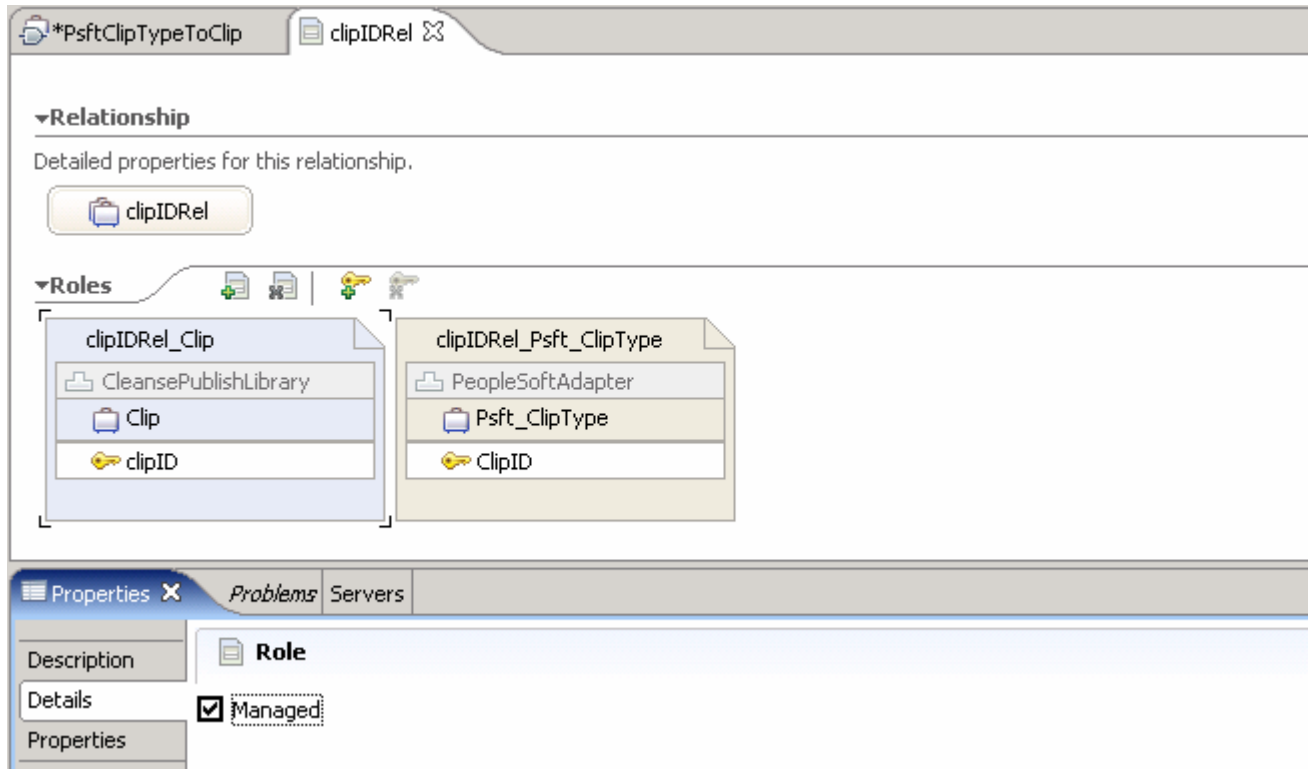 *PsftClipTypeToClip clipIDRel
Relationship
Detailed properties for this relationship.
clipIDRel
Roles
clipIDRel_Clip clipIDRel_Psft_ClipType
CleansePublishLibrary PeopleSoftAdapter
Clip Psft_ClipType
clipID ClipID
Properties Problems Servers
Description Role
Details Managed
Properties